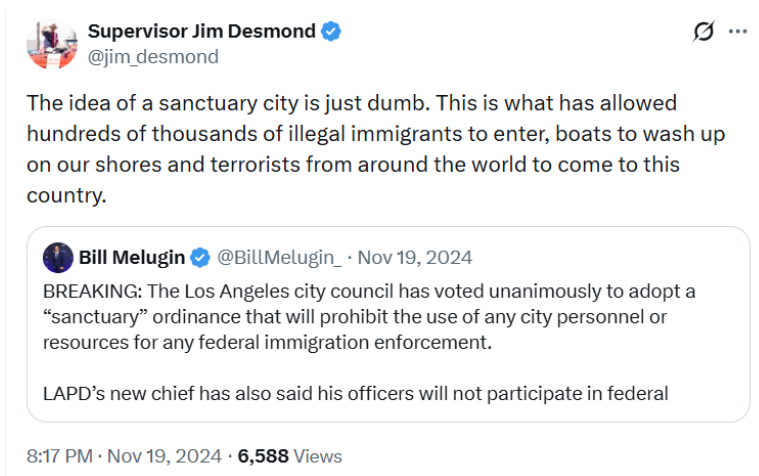 Supervisor Jim Desmond
@jim_desmond
The idea of a sanctuary city is just dumb. This is what has allowed
hundreds of thousands of illegal immigrants to enter, boats to wash up
on our shores and terrorists from around the world to come to this
country.
Bill Melugin @BillMelugin_ · Nov 19, 2024
BREAKING: The Los Angeles city council has voted unanimously to adopt a
“sanctuary” ordinance that will prohibit the use of any city personnel or
resources for any federal immigration enforcement.
LAPD’s new chief has also said his officers will not participate in federal
8:17 PM · Nov 19, 2024 · 6,588 Views